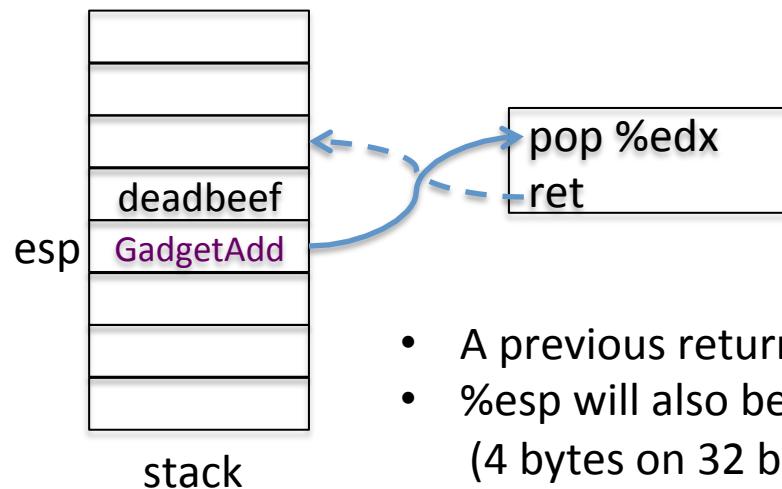 pop %edx
deadbeef
ret
esp GadgetAdd
• A previous return
• %esp will also be
(4 bytes on 32 b
stack